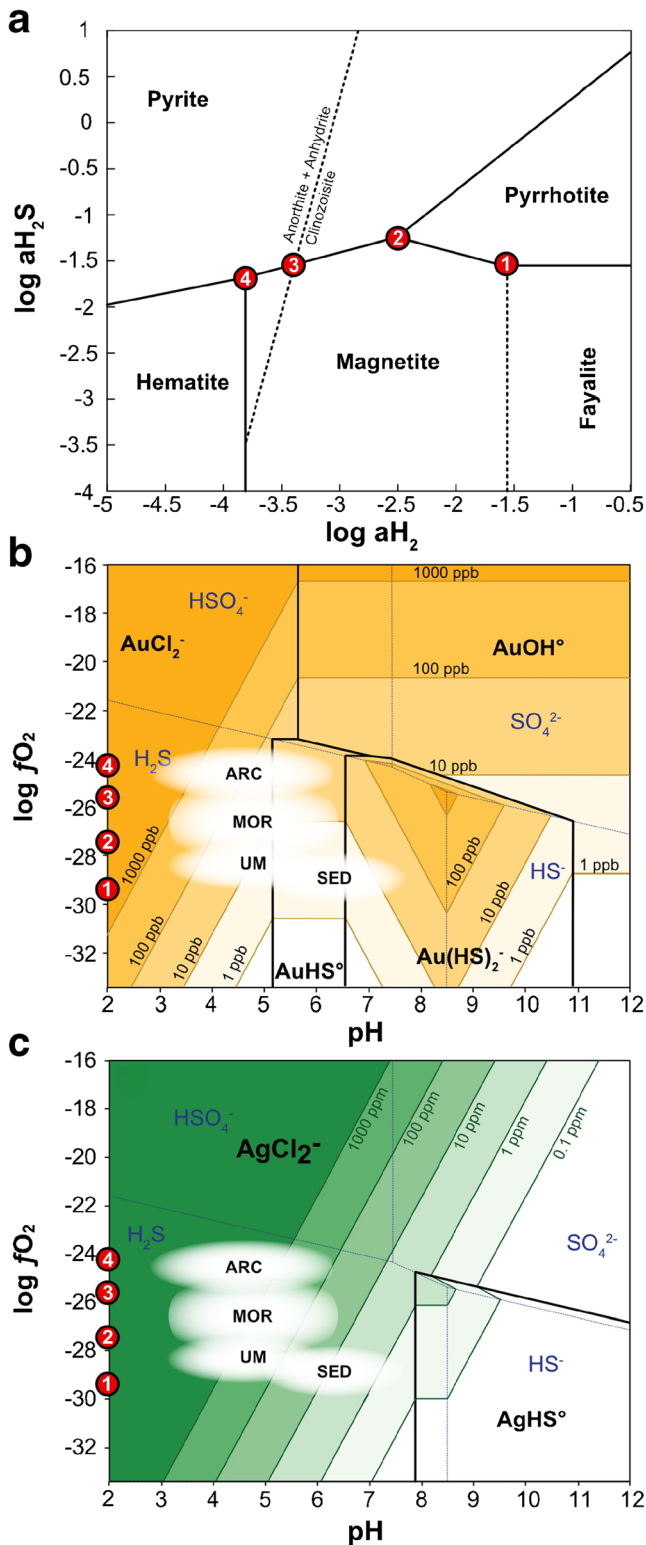 a
1
0.5
0
-0.5
-1
-1.5
-2
-2.5
-3
-3.5
-4
log aH₂S
Pyrite
Anorthite + Anhydrite
Clinozoisite
Pyrrhotite
1
2
3
4
Hematite
Magnetite
Fayalite
-5
-4.5
-4
-3.5
-3
-2.5
-2
-1.5
-1
-0.5
log aH₂
b
-16
-18
-20
-22
-24
-26
-28
-30
-32
log fO₂
HSO₄⁻
AuCl₂⁻
1000 ppb
AuOH°
100 ppb
SO₄²⁻
H₂S
4
3
2
1
ARC
MOR
UM
SED
10 ppb
1000 ppb
100 ppb
10 ppb
1 ppb
AuHS°
100 ppb
10 ppb
1 ppb
HS⁻
1 ppb
Au(HS)₂⁻
2
3
4
5
6
7
8
9
10
11
12
pH
c
-16
-18
-20
-22
-24
-26
-28
-30
-32
log fO₂
HSO₄⁻
AgCl₂⁻
1000 ppm
100 ppm
10 ppm
1 ppm
0.1 ppm
H₂S
SO₄²⁻
4
3
2
1
ARC
MOR
UM
SED
HS⁻
AgHS°
2
3
4
5
6
7
8
9
10
11
12
pH